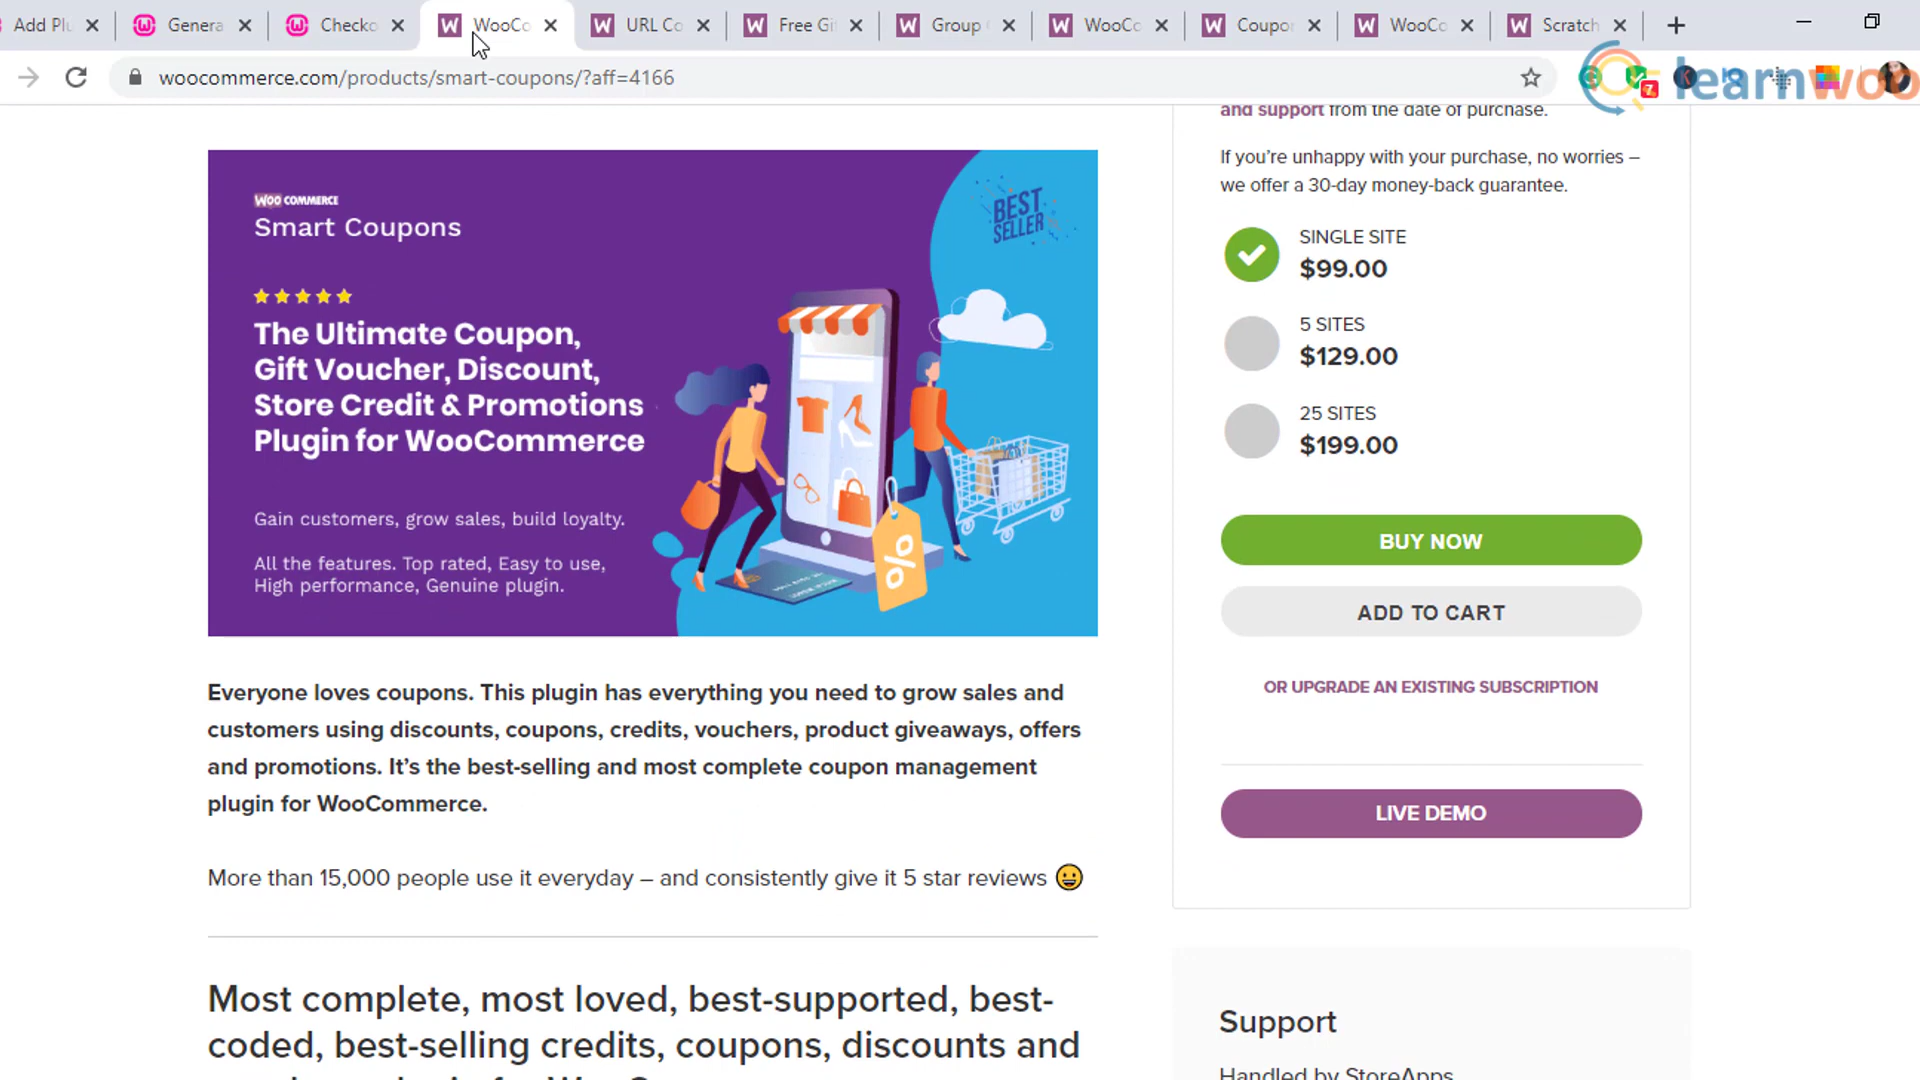 Add Plu
Genera
Checko
WooCo
URL Co
Free Gi
Group
WooCo
Coupon
WooCo
Scratch
woocommerce.com/products/smart-coupons/?aff=4166
7
learnwoo
and support from the date of purchase.
If you're unhappy with your purchase, no worries –
we offer a 30-day money-back guarantee.
SINGLE SITE
$99.00
5 SITES
$129.00
25 SITES
$199.00
BUY NOW
ADD TO CART
OR UPGRADE AN EXISTING SUBSCRIPTION
LIVE DEMO
WOO COMMERCE
Smart Coupons
BEST
SELLER
The Ultimate Coupon,
Gift Voucher, Discount,
Store Credit & Promotions
Plugin for WooCommerce
Gain customers, grow sales, build loyalty.
All the features. Top rated, Easy to use,
High performance, Genuine plugin.
%
Everyone loves coupons. This plugin has everything you need to grow sales and
customers using discounts, coupons, credits, vouchers, product giveaways, offers
and promotions. It's the best-selling and most complete coupon management
plugin for WooCommerce.
More than 15,000 people use it everyday – and consistently give it 5 star reviews 😀
Most complete, most loved, best-supported, best-
coded, best-selling credits, coupons, discounts and
Support
Handled by StoreApps